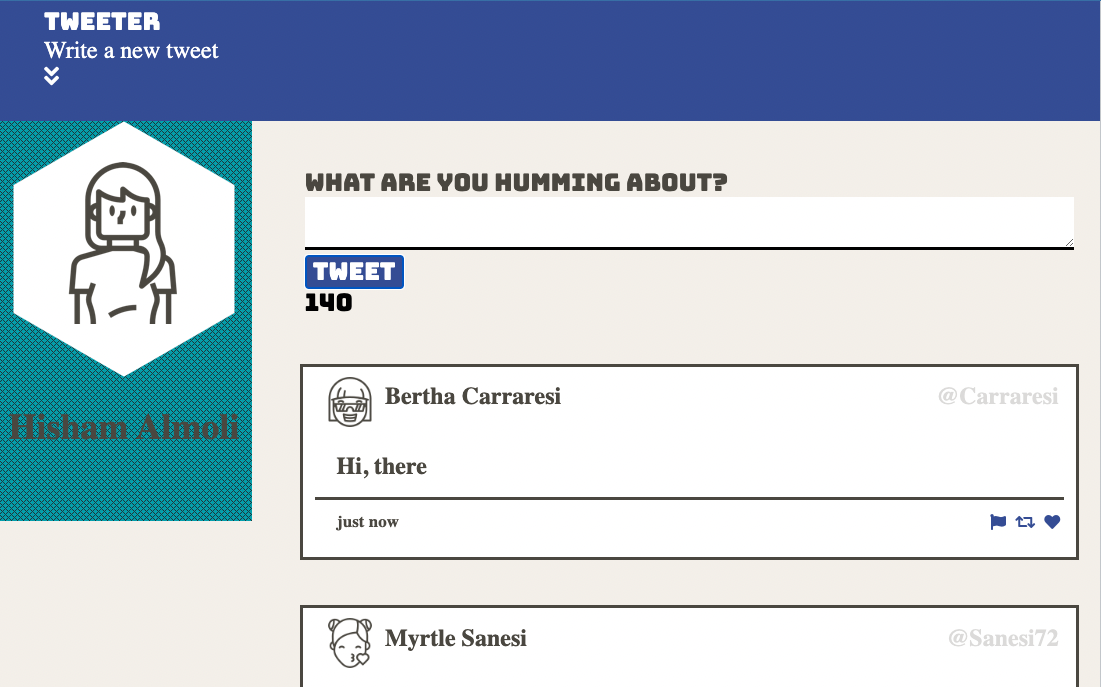 TWEETER
Write a new tweet
Hisham Almoli
WHAT ARE YOU HUMMING ABOUT?
TWEET
140
Bertha Carraresi
@Carraresi
Hi, there
just now
Myrtle Sanesi
@Sanesi72